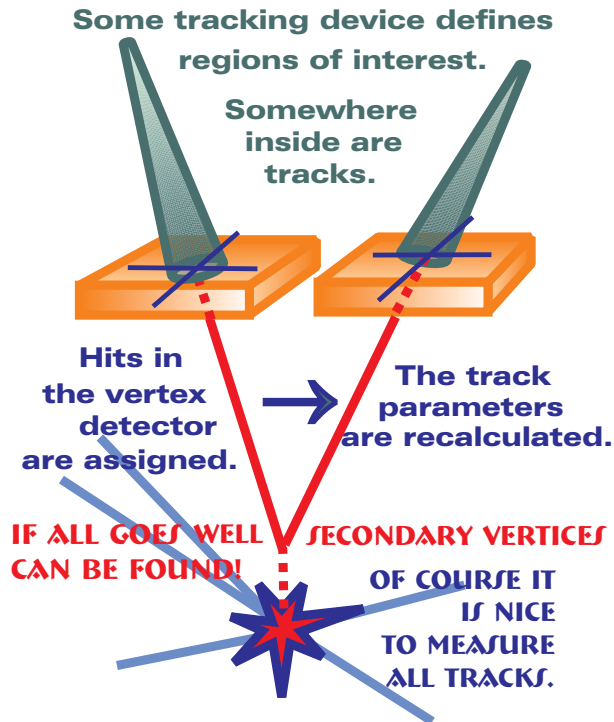 Some tracking device defines
regions of interest.
Somewhere
inside are
tracks.
Hits in
the vertex
detector
are assigned.
The track
parameters
are recalculated.
IF ALL GOES WELL
CAN BE FOUND!
SECONDARY VERTICES
OF COURSE IT
IS NICE
TO MEASURE
ALL TRACKS.